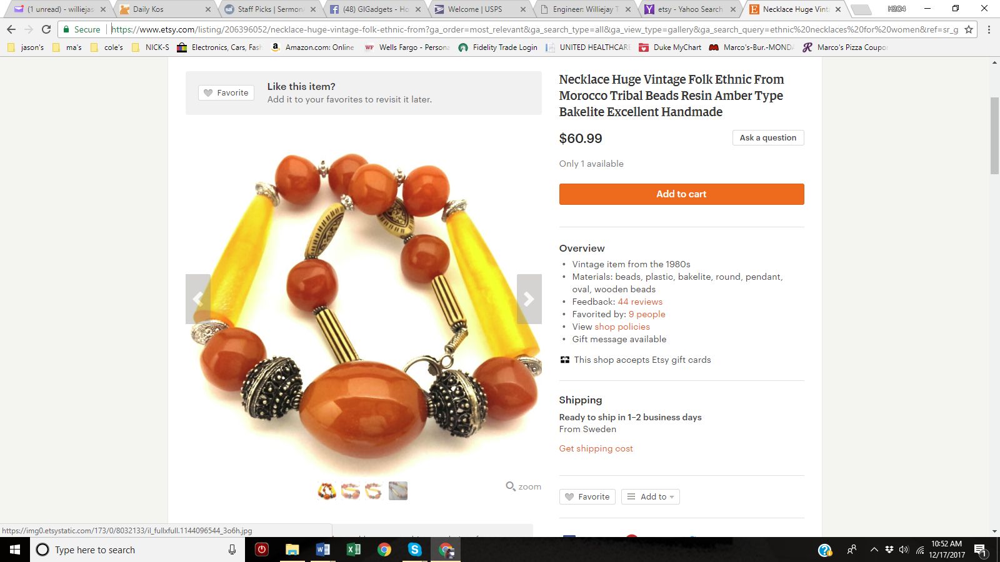 (1 unread) - williejas
Daily Kos
Staff Picks | Sermon
(48) GIGadgets - Ho
Welcome | USPS
Engineer: Williejay T
etsy - Yahoo Search
Necklace Huge Vint
H2O4
Secure
https://www.etsy.com/listing/206396052/necklace-huge-vintage-folk-ethnic-from?ga_order=most_relevant&ga_search_type=all&ga_view_type=gallery&ga_search_query=ethnic%20necklaces%20for%20women&ref=sr_g
jason's
ma's
cole's
NICK-S
Electronics, Cars, Fash
Amazon.com: Online
WF Wells Fargo - Persona
Fidelity Trade Login
UNITED HEALTHCARE
Duke MyChart
Marco's-Bur.-MONDA
Marco's Pizza Coupo
Favorite
Like this item?
Add it to your favorites to revisit it later.
Necklace Huge Vintage Folk Ethnic From
Morocco Tribal Beads Resin Amber Type
Bakelite Excellent Handmade
$60.99
Ask a question
Only 1 available
Add to cart
Overview
• Vintage item from the 1980s
• Materials: beads, plastic, bakelite, round, pendant,
oval, wooden beads
• Feedback: 44 reviews
• Favorited by: 9 people
• View shop policies
• Gift message available
This shop accepts Etsy gift cards
Shipping
Ready to ship in 1–2 business days
From Sweden
Get shipping cost
zoom
Favorite
Add to
https://img0.etsystatic.com/173/0/8032133/il_fullxfull.1144096544_3o6h.jpg
Type here to search
10:52 AM
12/17/2017
1